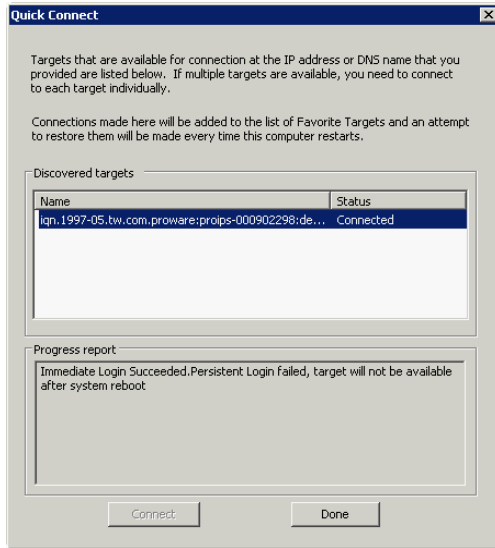 Quick Connect
Targets that are available for connection at the IP address or DNS name that you
provided are listed below. If multiple targets are available, you need to connect
to each target individually.
Connections made here will be added to the list of Favorite Targets and an attempt
to restore them will be made every time this computer restarts.
Discovered targets
Name Status
iqn.1997-05.tw.com.proware:proips-000902298:de... Connected
Progress report
Immediate Login Succeeded.Persistent Login failed, target will not be available
after system reboot
Connect Done